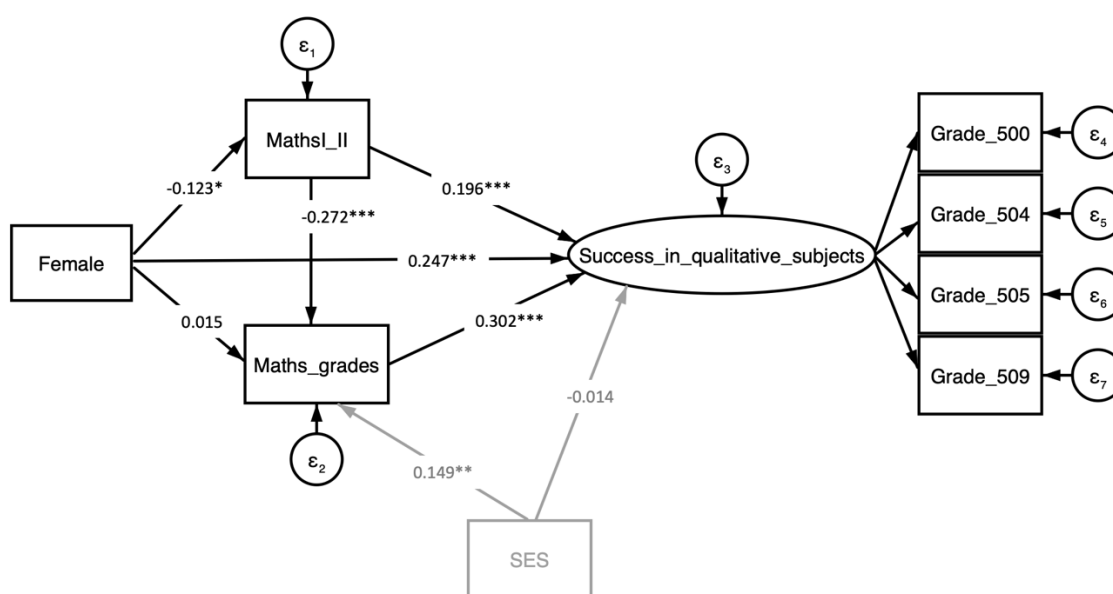 ε1
MathsI_II
Grade_500
ε4
ε3
-0.123*
0.196***
-0.272***
Grade_504
ε5
Female
0.247***
Success_in_qualitative_subjects
Grade_505
ε6
0.015
0.302***
Maths_grades
Grade_509
ε7
-0.014
ε2
0.149**
SES